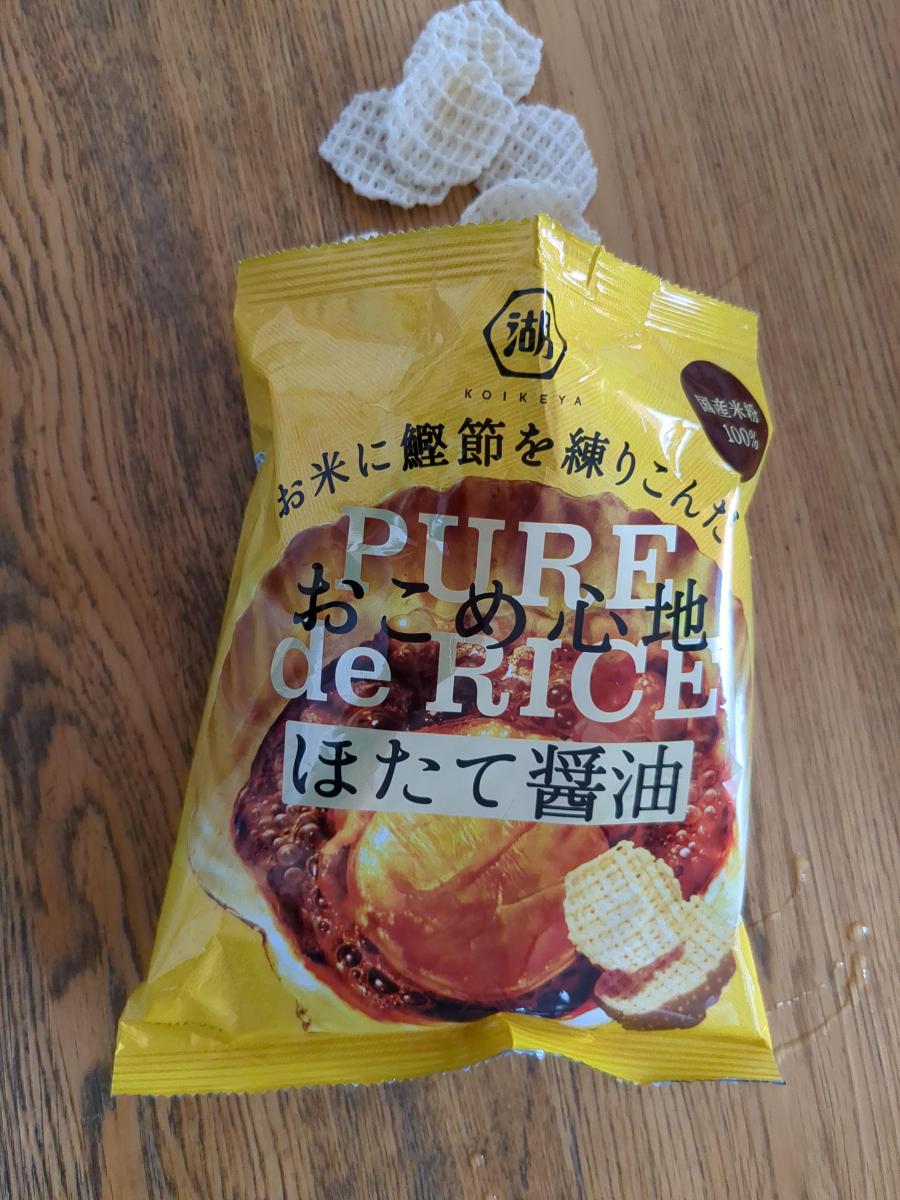 湖
KOIKEYA
国産米粉
100%
お米に鰹節を練りこんだ
PURE
おこめ心地
de RICE
ほたて醤油